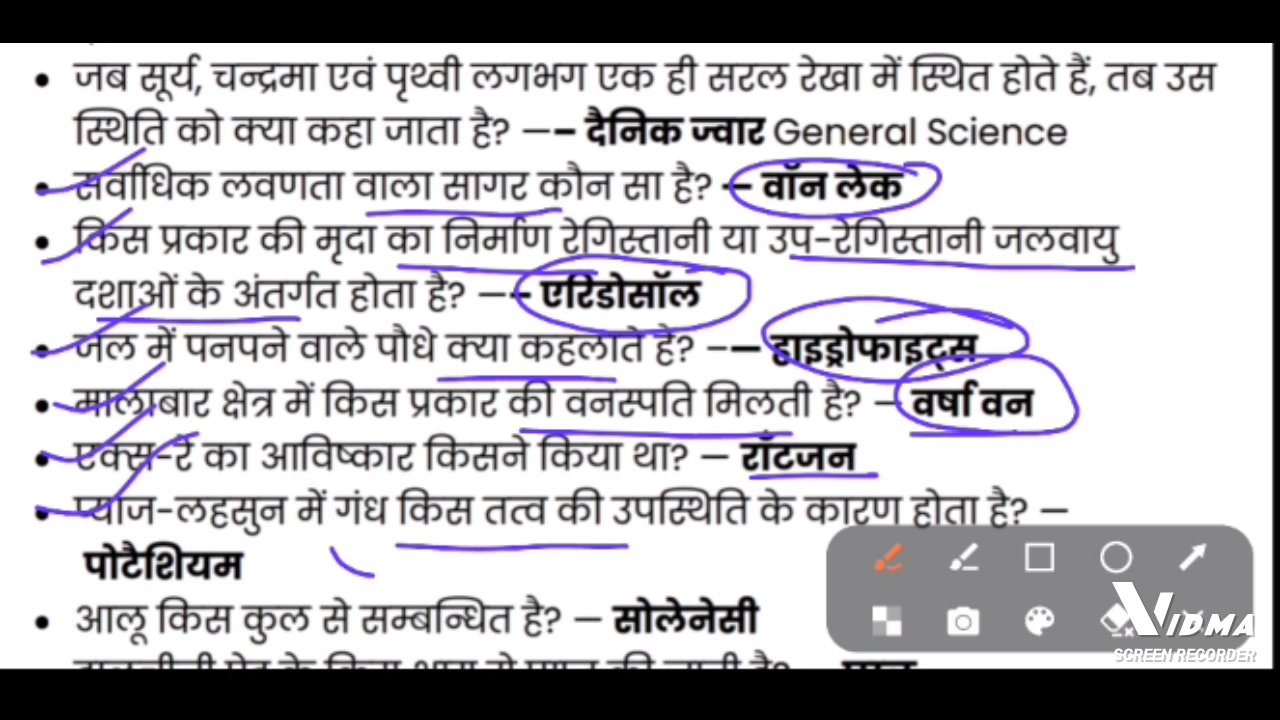 • जब सूर्य, चन्द्रमा एवं पृथ्वी लगभग एक ही सरल रेखा में स्थित होते हैं, तब उस
स्थिति को क्या कहा जाता है? —– दैनिक ज्वार General Science
• सर्वाधिक लवणता वाला सागर कौन सा है? — वॉन लेक
• किस प्रकार की मृदा का निर्माण रेगिस्तानी या उप-रेगिस्तानी जलवायु
दशाओं के अंतर्गत होता है? —– एरिडोसॉल
• जल में पनपने वाले पौधे क्या कहलाते है? –— हाइड्रोफाइट्स
• मालाबार क्षेत्र में किस प्रकार की वनस्पति मिलती है? — वर्षा वन
• एक्स-रे का आविष्कार किसने किया था? — रॉटजन
• प्याज-लहसुन में गंध किस तत्व की उपस्थिति के कारण होता है? —
पोटैशियम
• आलू किस कुल से सम्बन्धित है? — सोलेनेसी
VIDMA
SCREEN RECORDER